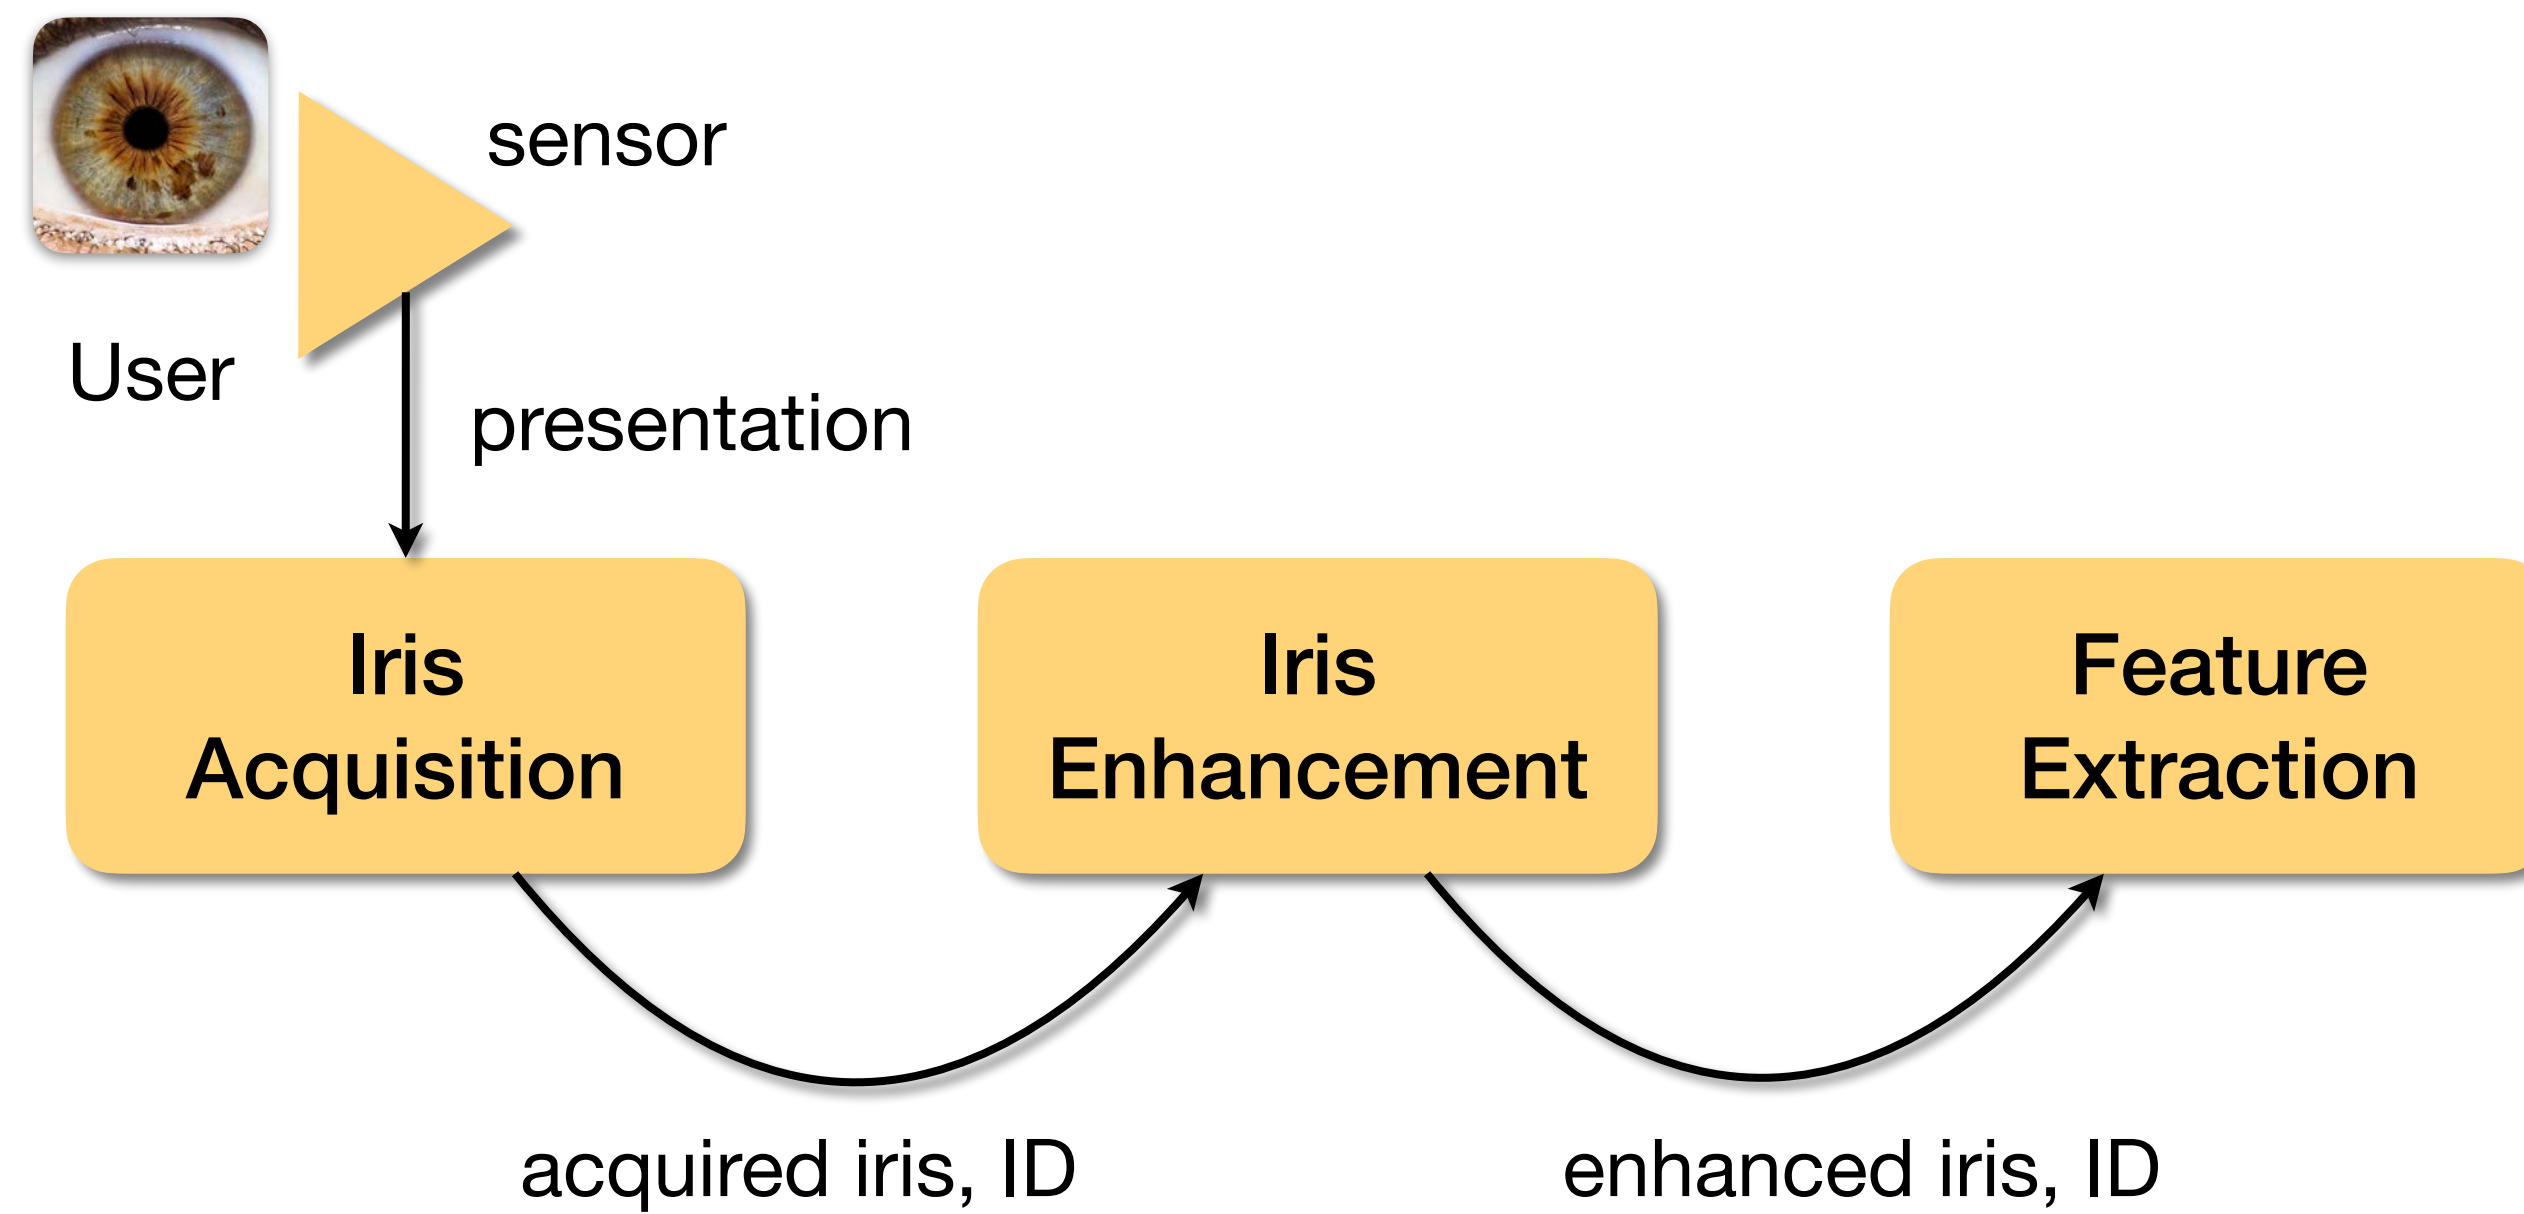 sensor
User
presentation
Iris
Acquisition
Iris
Enhancement
Feature
Extraction
acquired iris, ID
enhanced iris, ID